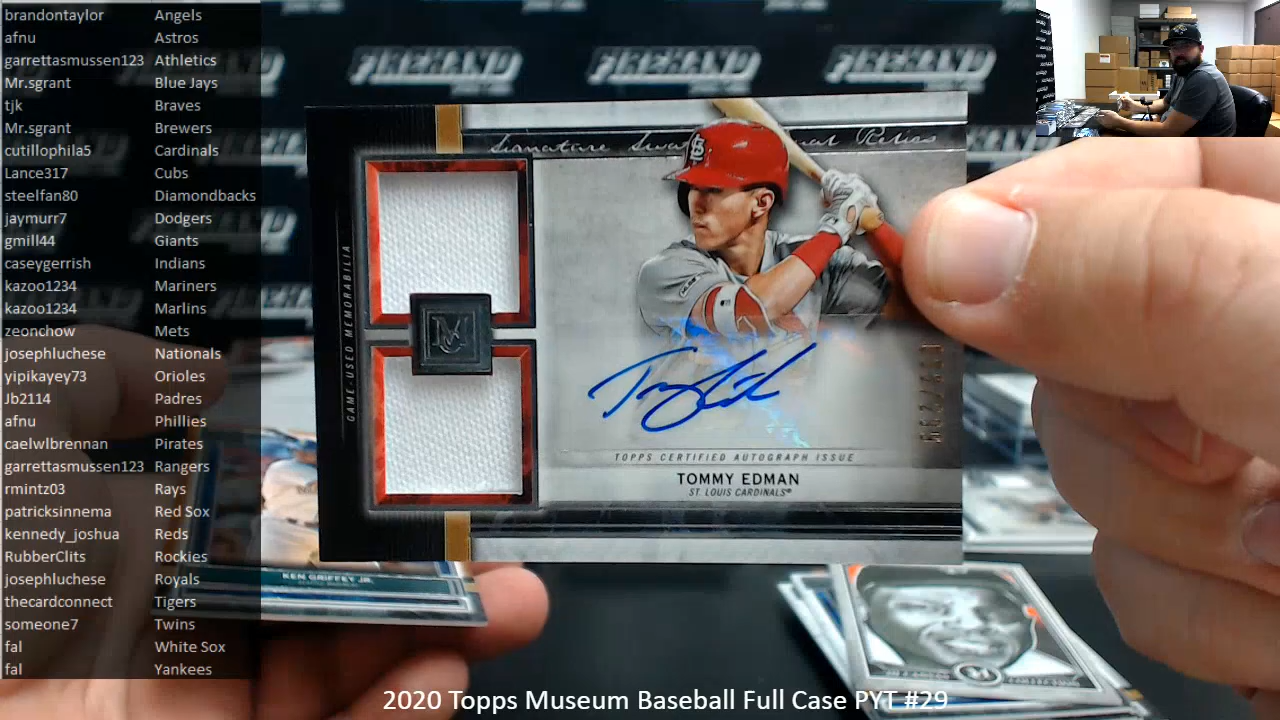 brandontaylor Angels
afnu Astros
garrettasmussen123 Athletics
Mr.sgrant Blue Jays
tjk Braves
Mr.sgrant Brewers
cutillophila5 Cardinals
Lance317 Cubs
steelfan80 Diamondbacks
jaymurr7 Dodgers
gmill44 Giants
caseygerrish Indians
kazoo1234 Mariners
kazoo1234 Marlins
zeonchow Mets
josephluchese Nationals
yipikayey73 Orioles
Jb2114 Padres
afnu Phillies
caelwlbrennan Pirates
garrettasmussen123 Rangers
rmintz03 Rays
patricksinnema Red Sox
kennedy_joshua Reds
RubberClits Rockies
josephluchese Royals
thecardconnect Tigers
someone7 Twins
fal White Sox
fal Yankees
Signature Relics
GAME-USED MEMORABILIA
TOPPS CERTIFIED AUTOGRAPH ISSUE
TOMMY EDMAN
ST. LOUIS CARDINALS®
KEN GRIFFEY JR.
2020 Topps Museum Baseball Full Case PYT #29